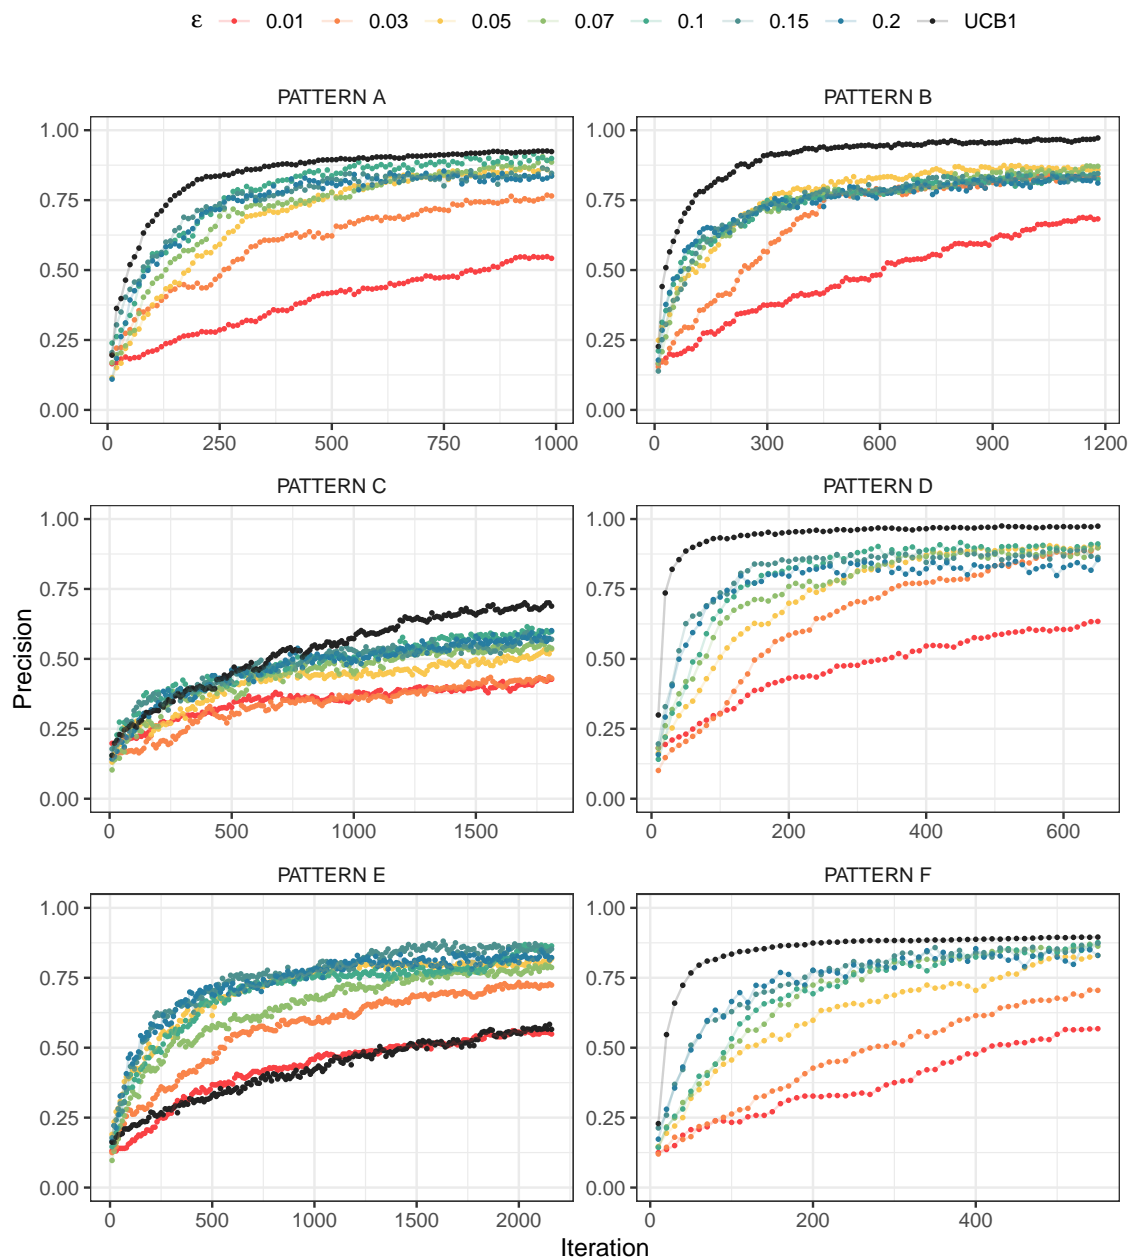 ε 0.01 0.03 0.05 0.07 0.1 0.15 0.2 UCB1
PATTERN A PATTERN B
1.00 1.00
0.75 0.75
0.50 0.50
0.25 0.25
0.00 0.00
0 250 500 750 1000 0 300 600 900 1200
PATTERN C PATTERN D
1.00 1.00
0.75 0.75
0.50 0.50
0.25 0.25
0.00 0.00
0 500 1000 1500 0 200 400 600
Precision
PATTERN E PATTERN F
1.00 1.00
0.75 0.75
0.50 0.50
0.25 0.25
0.00 0.00
0 500 1000 1500 2000 0 200 400
Iteration